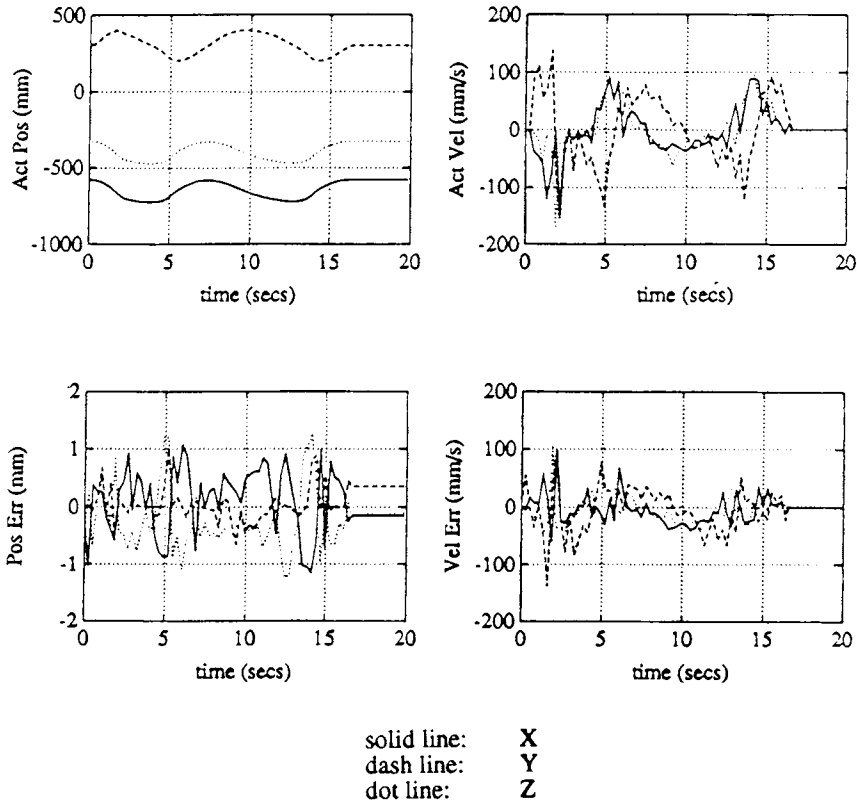 500
0
-500
-1000
Act Pos (mm)
0 5 10 15 20
time (secs)
200
100
0
-100
-200
Act Vel (mm/s)
0 5 10 15 20
time (secs)
2
1
0
-1
-2
Pos Err (mm)
0 5 10 15 20
time (secs)
200
100
0
-100
-200
Vel Err (mm/s)
0 5 10 15 20
time (secs)
solid line: X
dash line: Y
dot line: Z